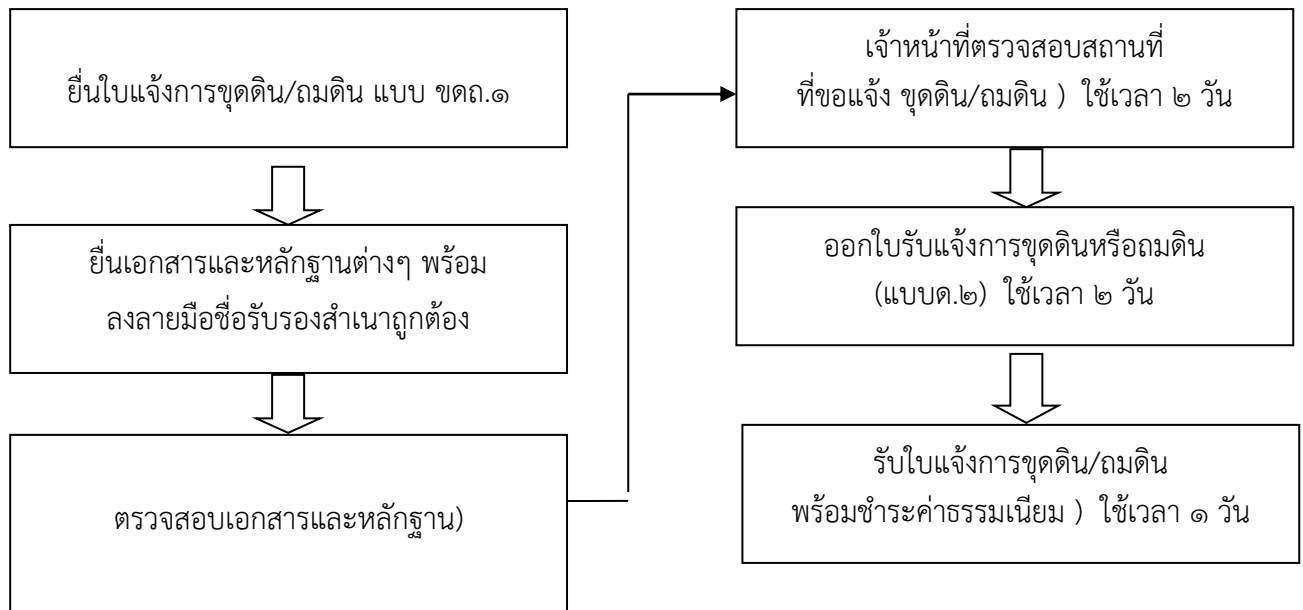 ยื่นใบแจ้งการขุดดิน/ถมดิน แบบ ขดถ.๑
ยื่นเอกสารและหลักฐานต่างๆ พร้อม
ลงลายมือชื่อรับรองสำเนาถูกต้อง
ตรวจสอบเอกสารและหลักฐาน)
เจ้าหน้าที่ตรวจสอบสถานที่
ที่ขอแจ้ง ขุดดิน/ถมดิน ) ใช้เวลา ๒ วัน
ออกใบรับแจ้งการขุดดินหรือถมดิน
(แบบด.๒) ใช้เวลา ๒ วัน
รับใบแจ้งการขุดดิน/ถมดิน
พร้อมชำระค่าธรรมเนียม ) ใช้เวลา ๑ วัน